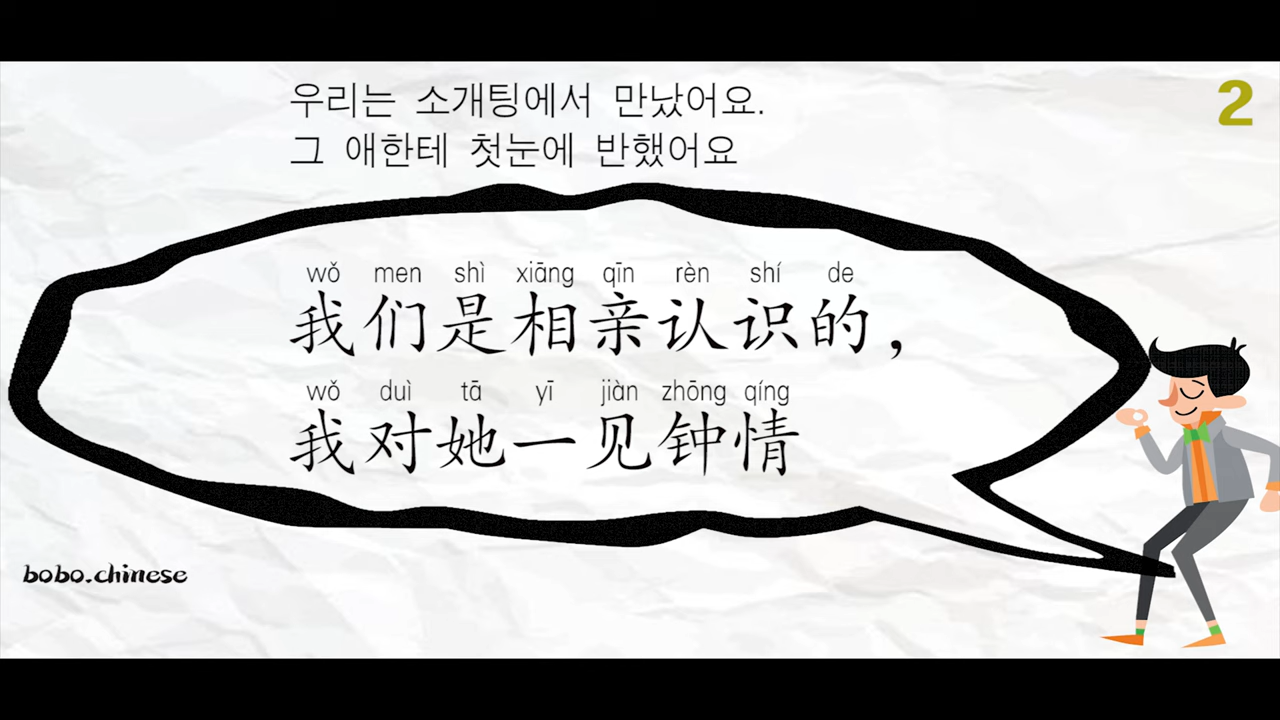 우리는 소개팅에서 만났어요.
2
그 애한테 첫눈에 반했어요
wǒ men shì xiāng qīn rèn shí de
我们是相亲认识的，
wǒ duì tā yī jiàn zhōng qíng
我对她一见钟情
bobo.chinese